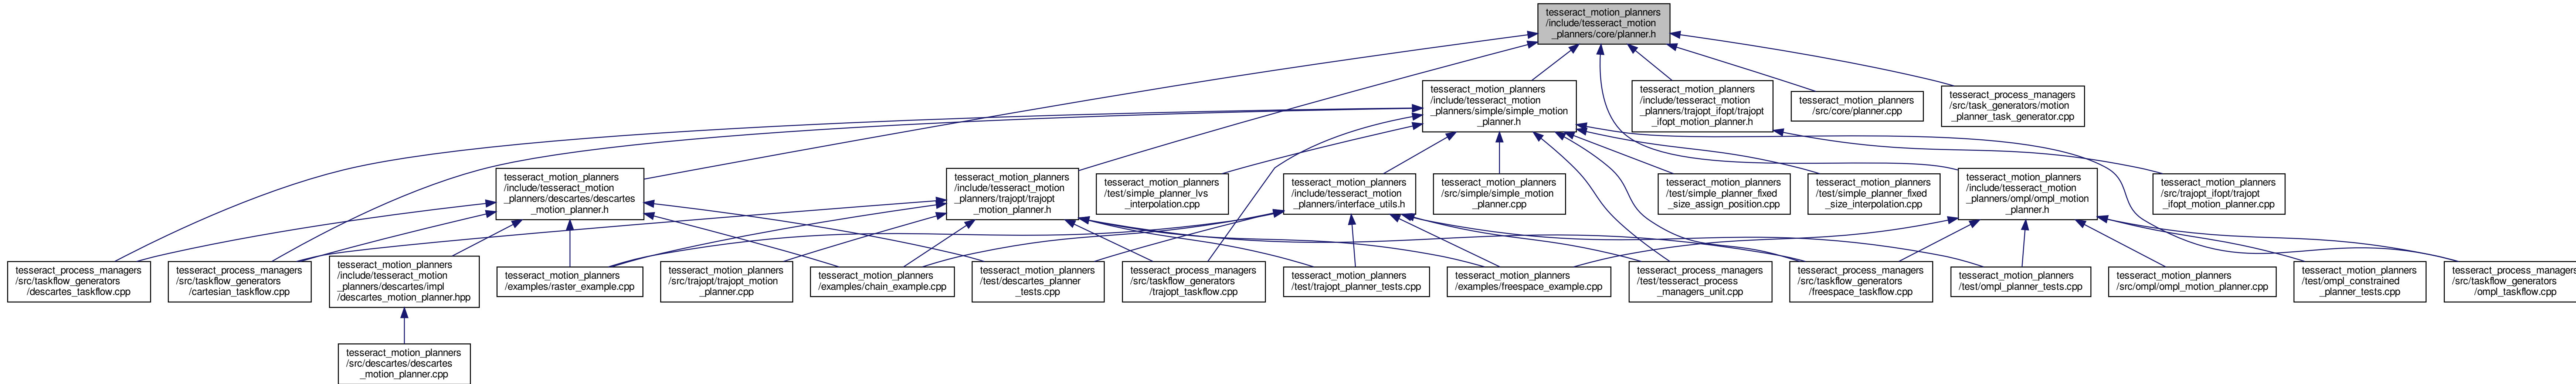 tesseract_motion_planners
/include/tesseract_motion
_planners/core/planner.h
tesseract_motion_planners
/include/tesseract_motion
_planners/simple/simple_motion
_planner.h
tesseract_motion_planners
/include/tesseract_motion
_planners/trajopt_ifopt/trajopt
_ifopt_motion_planner.h
tesseract_motion_planners
/src/core/planner.cpp
tesseract_process_managers
/src/task_generators/motion
_planner_task_generator.cpp
tesseract_motion_planners
/include/tesseract_motion
_planners/descartes/descartes
_motion_planner.h
tesseract_motion_planners
/include/tesseract_motion
_planners/trajopt/trajopt
_motion_planner.h
tesseract_motion_planners
/test/simple_planner_lvs
_interpolation.cpp
tesseract_motion_planners
/include/tesseract_motion
_planners/interface_utils.h
tesseract_motion_planners
/src/simple/simple_motion
_planner.cpp
tesseract_motion_planners
/test/simple_planner_fixed
_size_assign_position.cpp
tesseract_motion_planners
/test/simple_planner_fixed
_size_interpolation.cpp
tesseract_motion_planners
/include/tesseract_motion
_planners/ompl/ompl_motion
_planner.h
tesseract_motion_planners
/src/trajopt_ifopt/trajopt
_ifopt_motion_planner.cpp
tesseract_process_managers
/src/taskflow_generators
/descartes_taskflow.cpp
tesseract_process_managers
/src/taskflow_generators
/cartesian_taskflow.cpp
tesseract_motion_planners
/include/tesseract_motion
_planners/descartes/impl
/descartes_motion_planner.hpp
tesseract_motion_planners
/examples/raster_example.cpp
tesseract_motion_planners
/src/trajopt/trajopt_motion
_planner.cpp
tesseract_motion_planners
/examples/chain_example.cpp
tesseract_motion_planners
/test/descartes_planner
_tests.cpp
tesseract_process_managers
/src/taskflow_generators
/trajopt_taskflow.cpp
tesseract_motion_planners
/test/trajopt_planner_tests.cpp
tesseract_motion_planners
/examples/freespace_example.cpp
tesseract_process_managers
/test/tesseract_process
_managers_unit.cpp
tesseract_process_managers
/src/taskflow_generators
/freespace_taskflow.cpp
tesseract_motion_planners
/test/ompl_planner_tests.cpp
tesseract_motion_planners
/src/ompl/ompl_motion_planner.cpp
tesseract_motion_planners
/test/ompl_constrained
_planner_tests.cpp
tesseract_process_managers
/src/taskflow_generators
/ompl_taskflow.cpp
tesseract_motion_planners
/src/descartes/descartes
_motion_planner.cpp